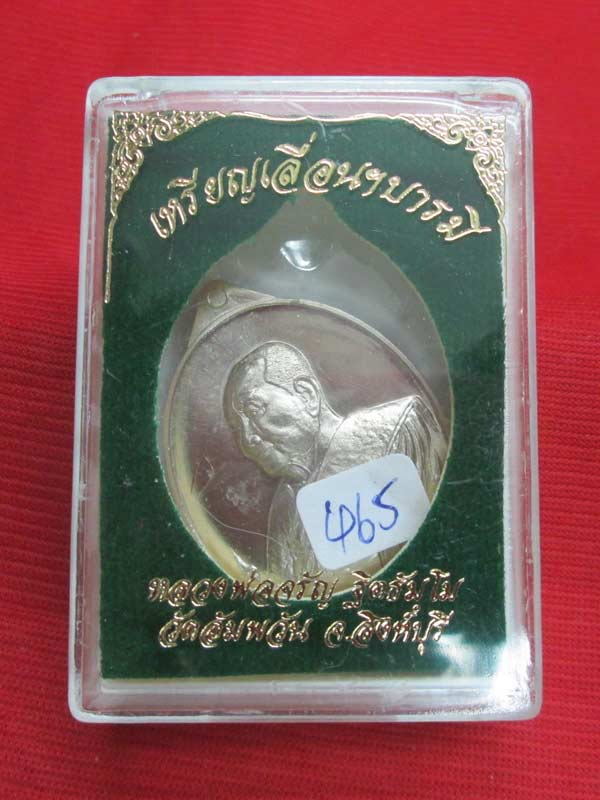 เหรียญเลื่อนฯบารมี
465
หลวงพ่อจรัญ ฐิตธัมโม
วัดอัมพวัน จ.สิงห์บุรี